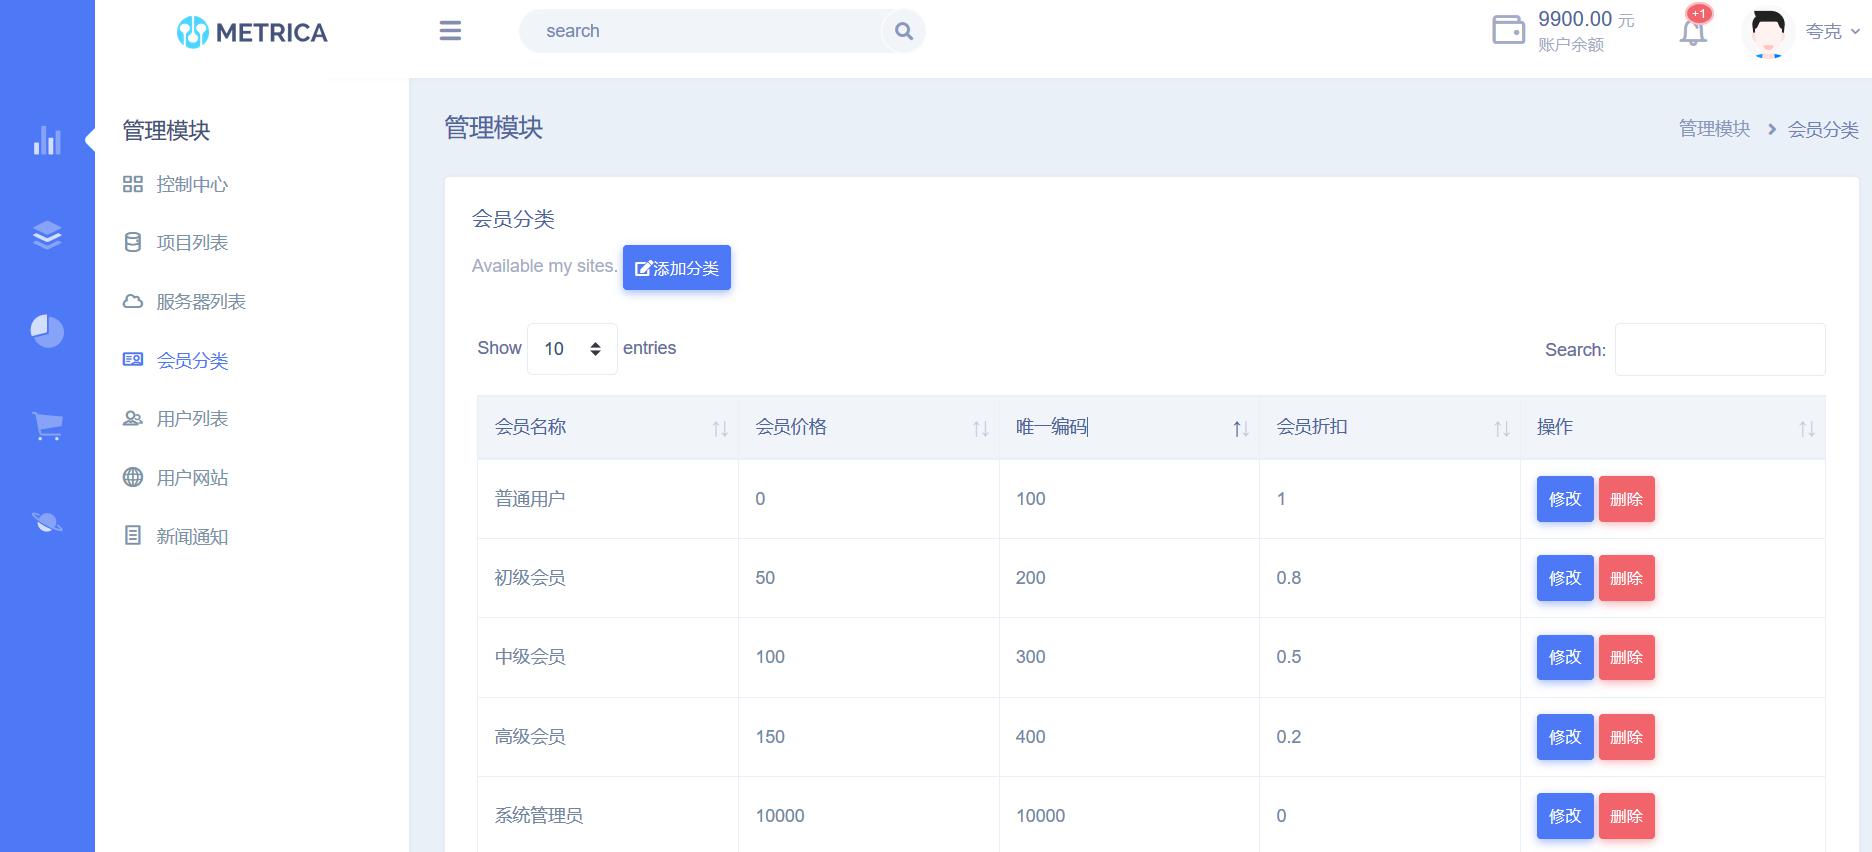 METRICA
search
9900.00 元
账户余额
+1
夸克
管理模块
控制中心
项目列表
服务器列表
会员分类
用户列表
用户网站
新闻通知
管理模块
管理模块 会员分类
会员分类
Available my sites. 添加分类
Show 10 entries
Search:
会员名称 会员价格 唯一编码 会员折扣 操作
普通用户 0 100 1 修改 删除
初级会员 50 200 0.8 修改 删除
中级会员 100 300 0.5 修改 删除
高级会员 150 400 0.2 修改 删除
系统管理员 10000 10000 0 修改 删除